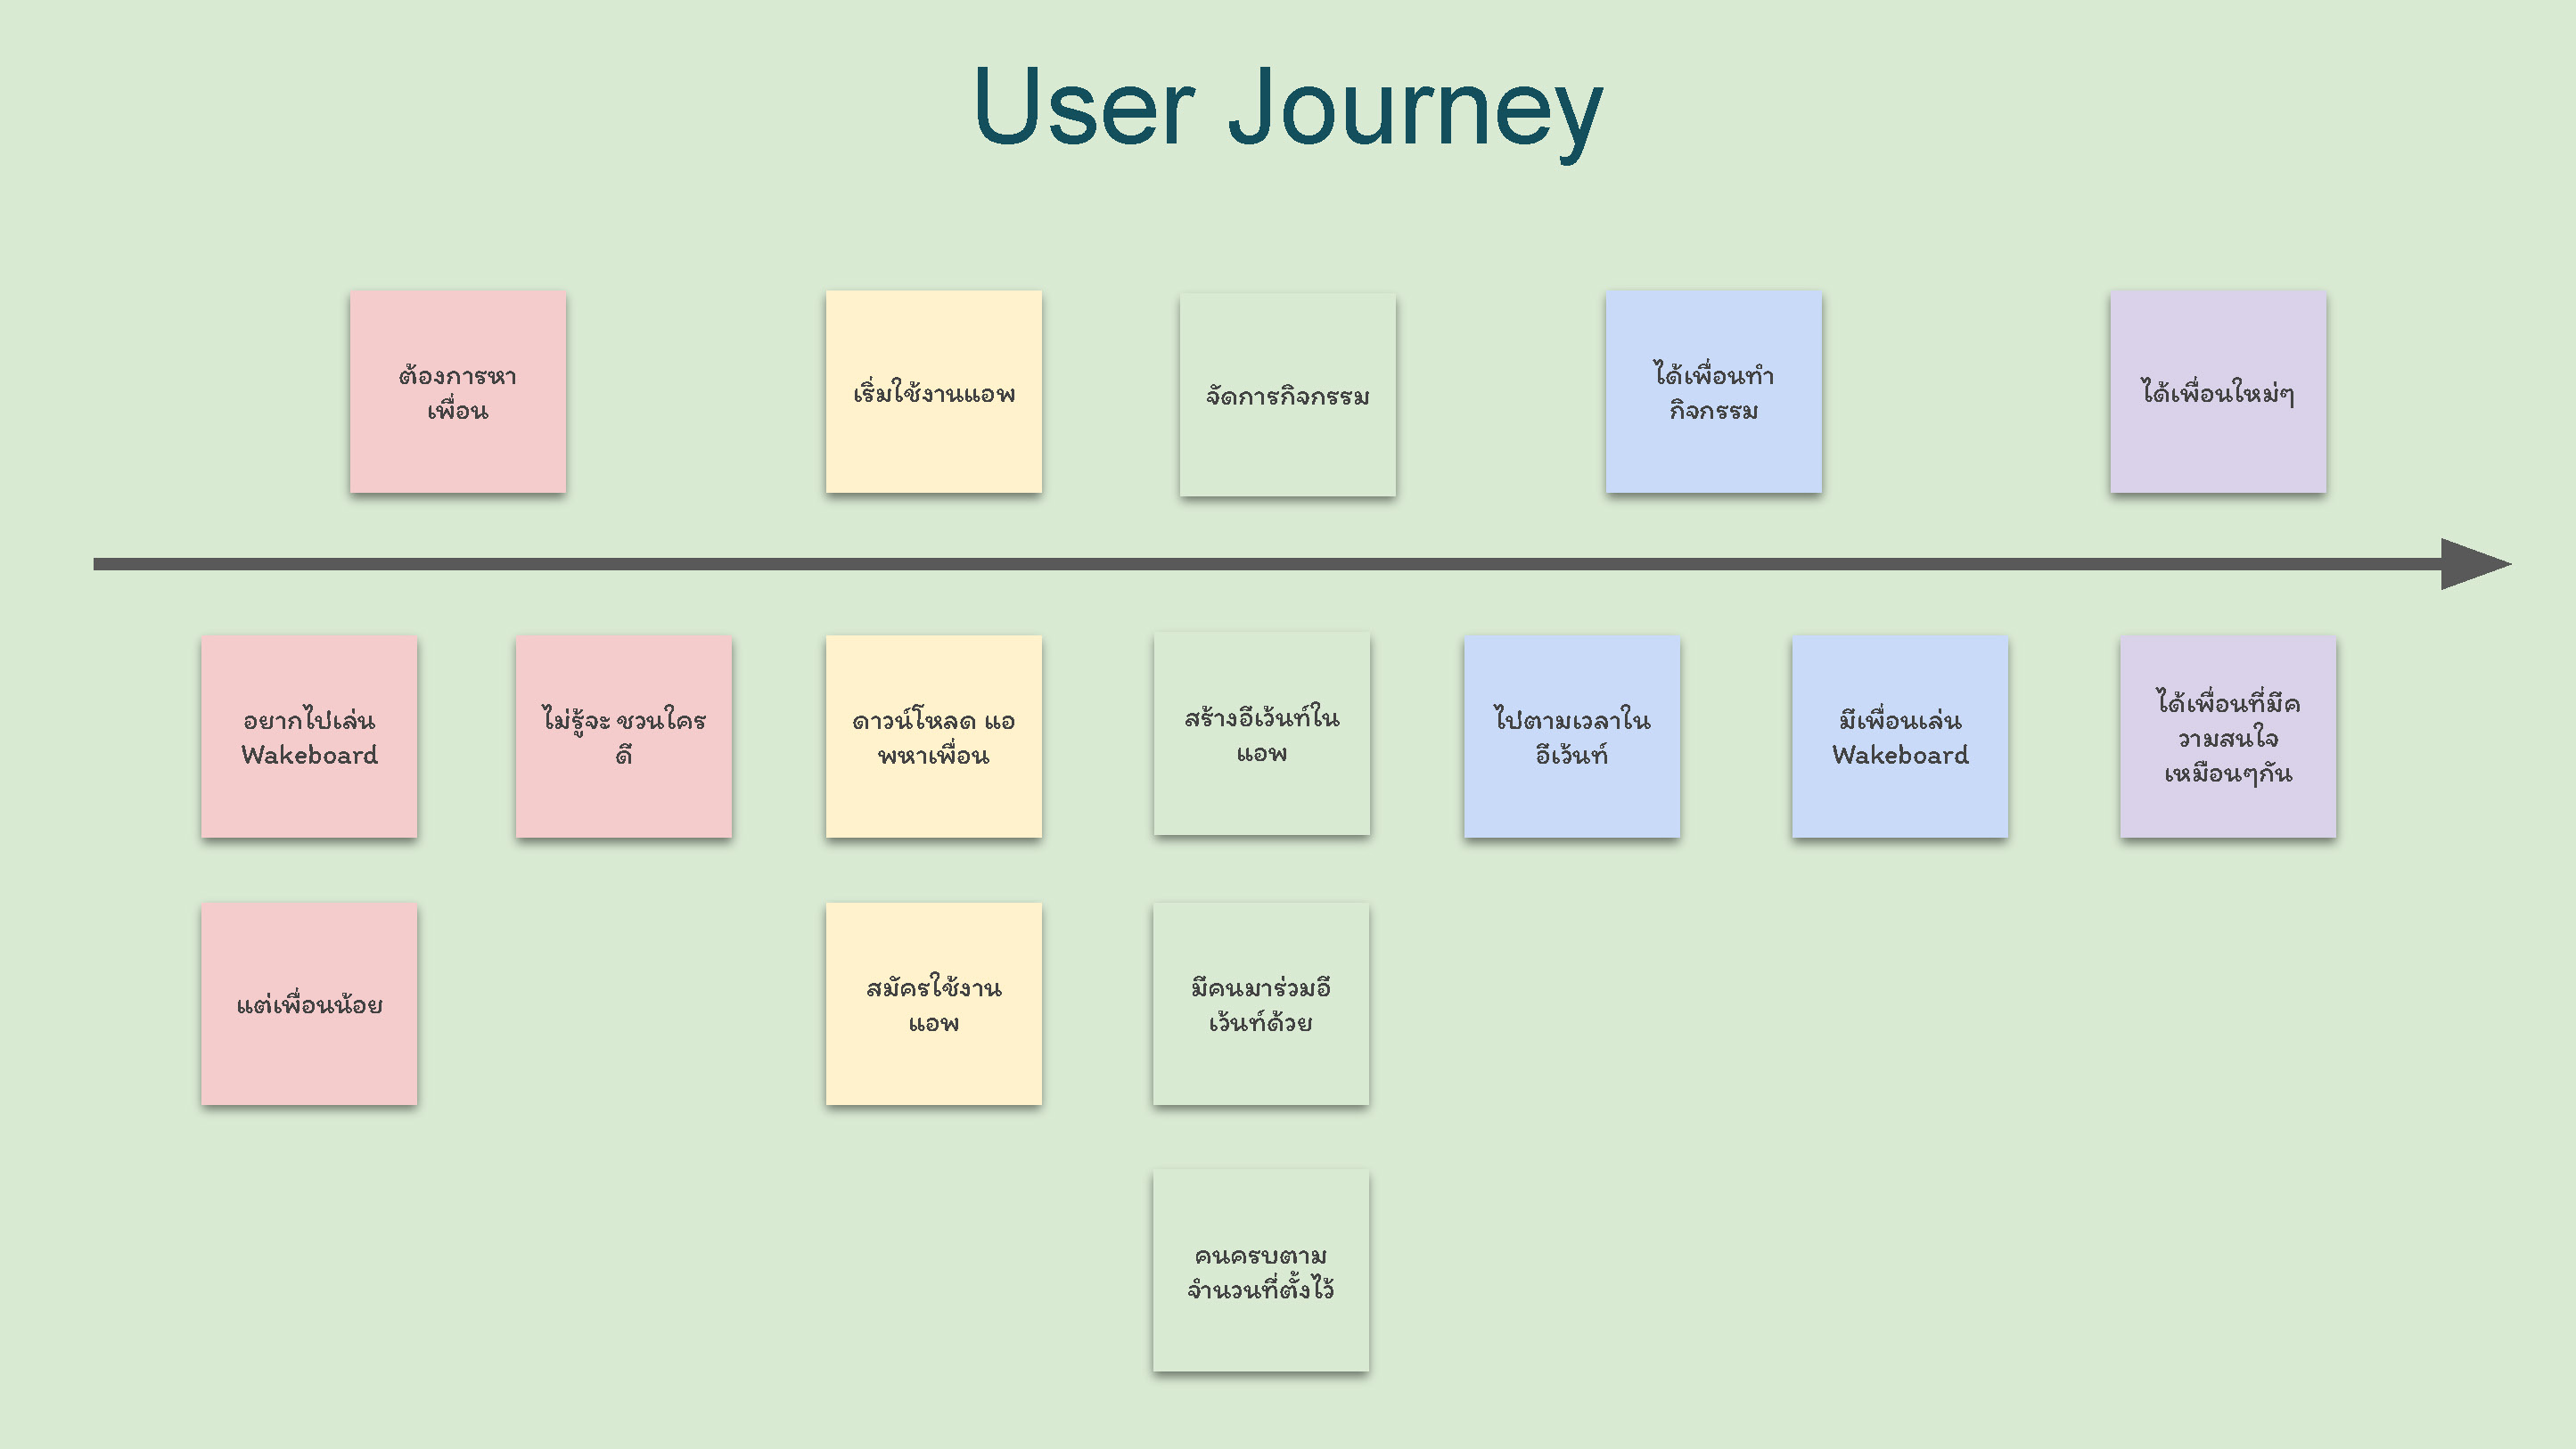 User Journey
ต้องการหา
เพื่อน
เริ่มใช้งานแอพ
จัดการกิจกรรม
ได้เพื่อนทำ
กิจกรรม
ได้เพื่อนใหม่ๆ
อยากไปเล่น
Wakeboard
ไม่รู้จะ ชวนใคร
ดี
ดาวน์โหลด แอ
พหาเพื่อน
สร้างอีเว้นท์ใน
แอพ
ไปตามเวลาใน
อีเว้นท์
มีเพื่อนเล่น
Wakeboard
ได้เพื่อนที่มีค
วามสนใจ
เหมือนๆกัน
แต่เพื่อนน้อย
สมัครใช้งาน
แอพ
มีคนมาร่วมอี
เว้นท์ด้วย
คนครบตาม
จำนวนที่ตั้งไว้